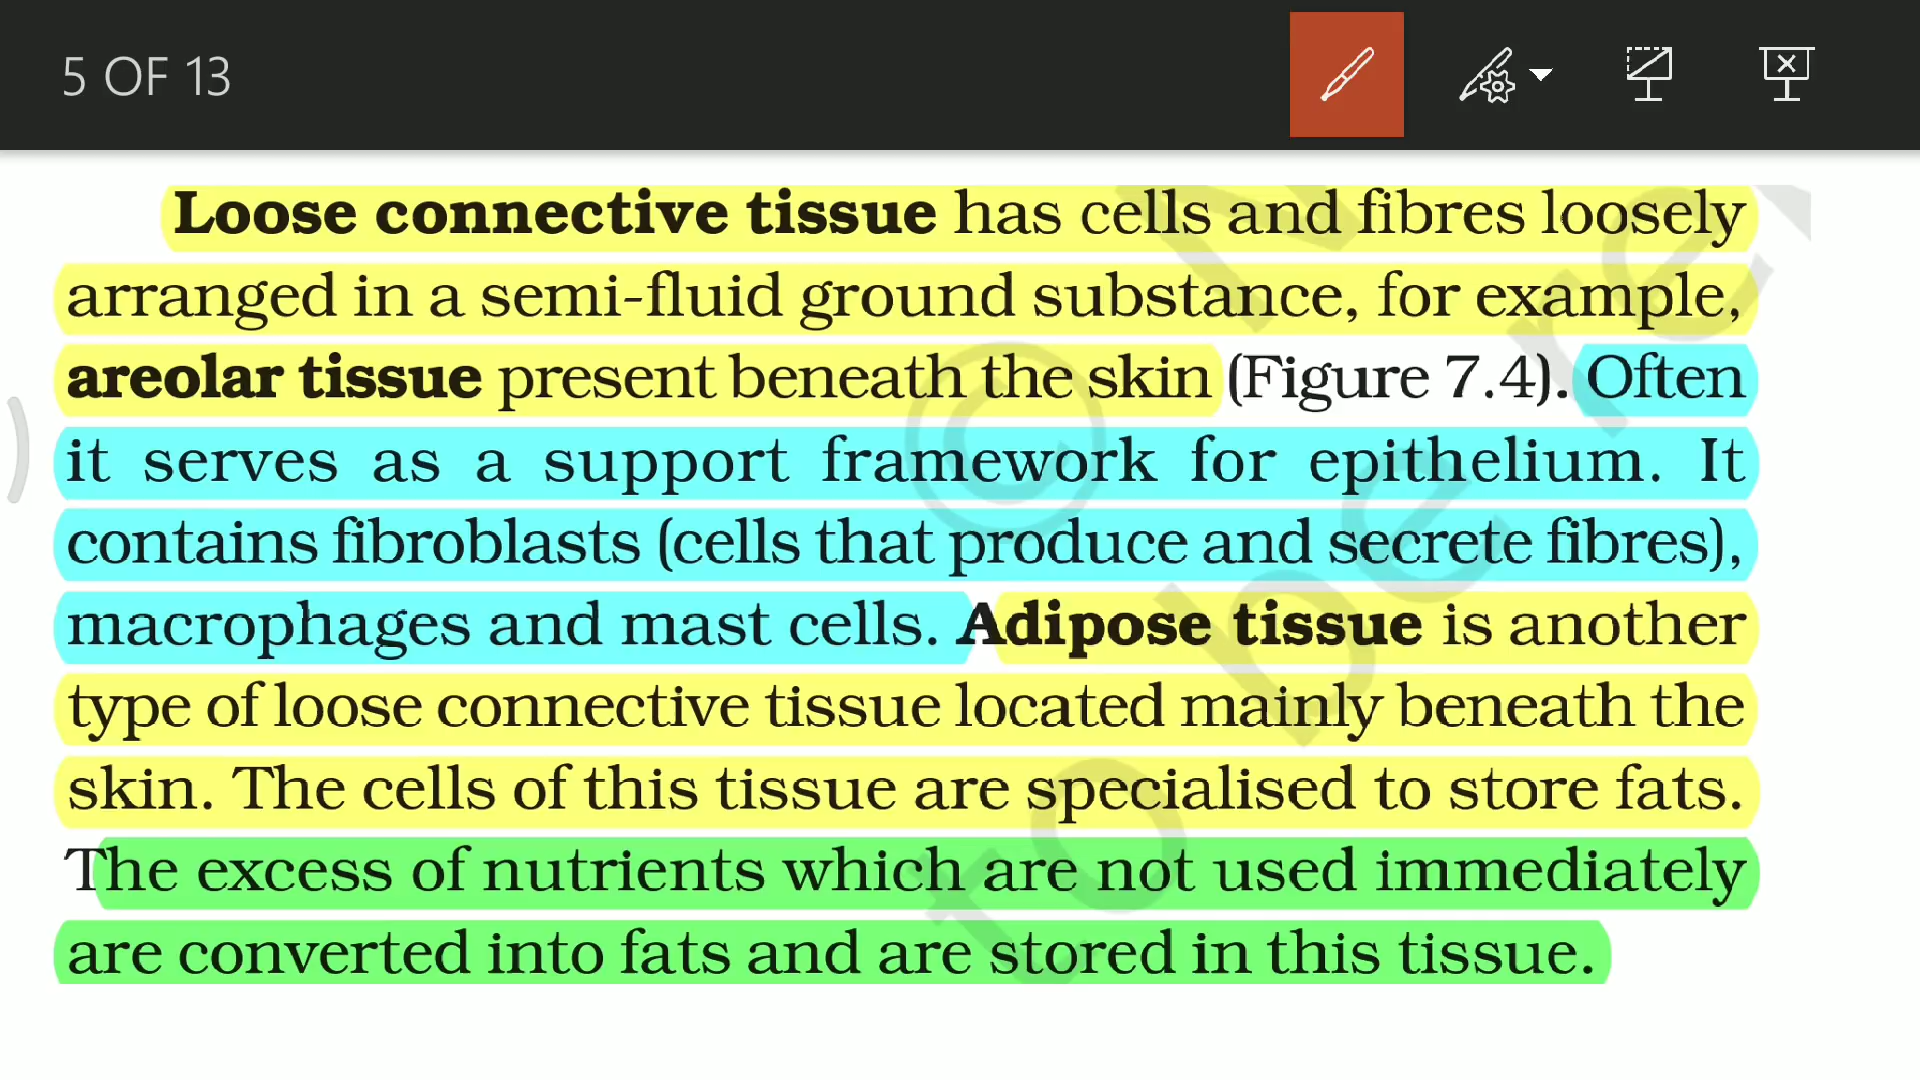 5 OF 13
Loose connective tissue has cells and fibres loosely
arranged in a semi-fluid ground substance, for example,
areolar tissue present beneath the skin (Figure 7.4). Often
it serves as a support framework for epithelium. It
contains fibroblasts (cells that produce and secrete fibres),
macrophages and mast cells. Adipose tissue is another
type of loose connective tissue located mainly beneath the
skin. The cells of this tissue are specialised to store fats.
The excess of nutrients which are not used immediately
are converted into fats and are stored in this tissue.